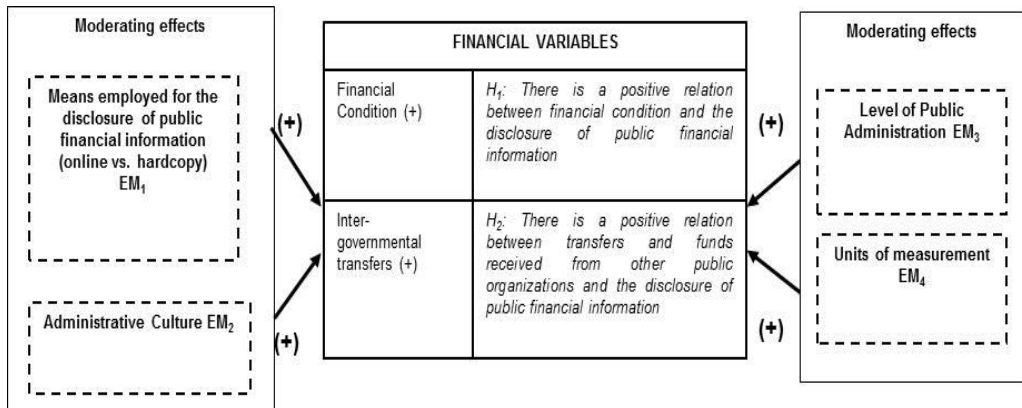 Moderating effects
Means employed for the
disclosure of public
financial information
(online vs. hardcopy)
EM1
Administrative Culture EM2
(+)
(+)
FINANCIAL VARIABLES
Financial
Condition (+)
H1: There is a positive relation
between financial condition and the
disclosure of public financial
information
Inter-
governmental
transfers (+)
H2: There is a positive relation
between transfers and funds
received from other public
organizations and the disclosure of
public financial information
(+)
(+)
Moderating effects
Level of Public
Administration EM3
Units of measurement
EM4